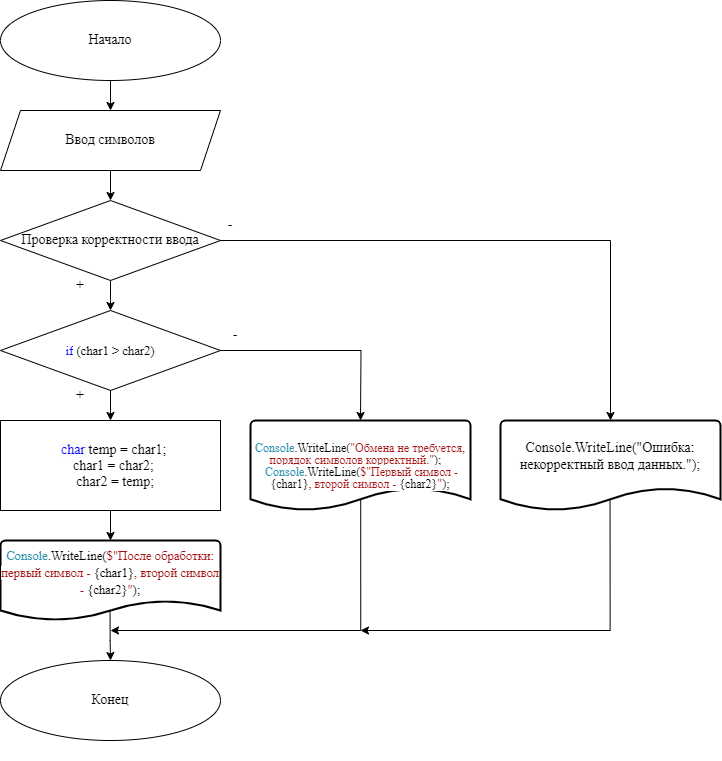 Начало
Ввод символов
-
Проверка корректности ввода
+
-
if (char1 > char2)
+
char temp = char1;
char1 = char2;
char2 = temp;
Console.WriteLine("Обмена не требуется,
порядок символов корректный.");
Console.WriteLine($"Первый символ -
{char1}, второй символ - {char2}");
Console.WriteLine("Ошибка:
некорректный ввод данных.");
Console.WriteLine($"После обработки:
первый символ - {char1}, второй символ
- {char2}");
Конец